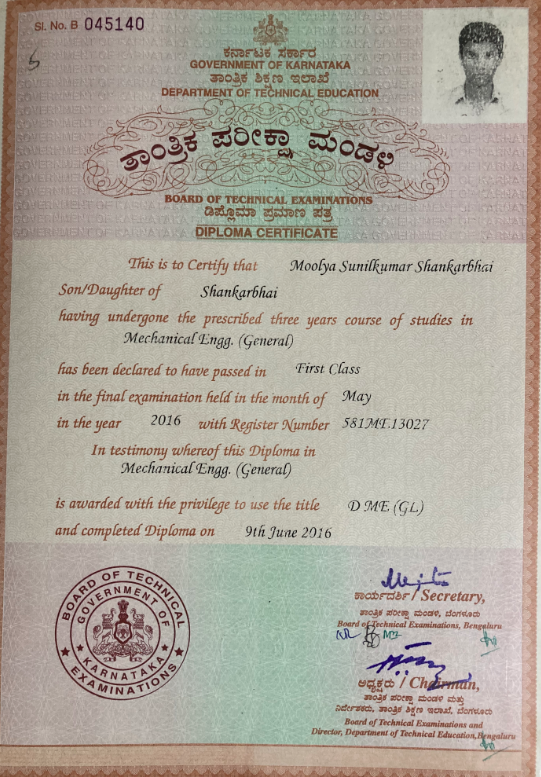 Sl. No. B 045140
ಕರ್ನಾಟಕ ಸರ್ಕಾರ
GOVERNMENT OF KARNATAKA
ತಾಂತ್ರಿಕ ಶಿಕ್ಷಣ ಇಲಾಖೆ
DEPARTMENT OF TECHNICAL EDUCATION
ತಾಂತ್ರಿಕ ಪರೀಕ್ಷಾ ಮಂಡಳಿ
BOARD OF TECHNICAL EXAMINATIONS
ಡಿಪ್ಲೊಮಾ ಪ್ರಮಾಣ ಪತ್ರ
DIPLOMA CERTIFICATE
This is to Certify that Moolya Sunilkumar Shankarbhai
Son/Daughter of Shankarbhai
having undergone the prescribed three years course of studies in
Mechanical Engg. (General)
has been declared to have passed in First Class
in the final examination held in the month of May
in the year 2016 with Register Number 581ME13027
In testimony whereof this Diploma in
Mechanical Engg. (General)
is awarded with the privilege to use the title D ME (GL)
and completed Diploma on 9th June 2016
BOARD OF TECHNICAL EXAMINATIONS
GOVERNMENT OF KARNATAKA
ಕಾರ್ಯದರ್ಶಿ / Secretary,
ತಾಂತ್ರಿಕ ಪರೀಕ್ಷಾ ಮಂಡಳಿ, ಬೆಂಗಳೂರು
Board of Technical Examinations, Bengaluru
ಅಧ್ಯಕ್ಷರು / Chairman,
ತಾಂತ್ರಿಕ ಪರೀಕ್ಷಾ ಮಂಡಳಿ ಮತ್ತು
ನಿರ್ದೇಶಕರು, ತಾಂತ್ರಿಕ ಶಿಕ್ಷಣ ಇಲಾಖೆ, ಬೆಂಗಳೂರು
Board of Technical Examinations and
Director, Department of Technical Education, Bengaluru